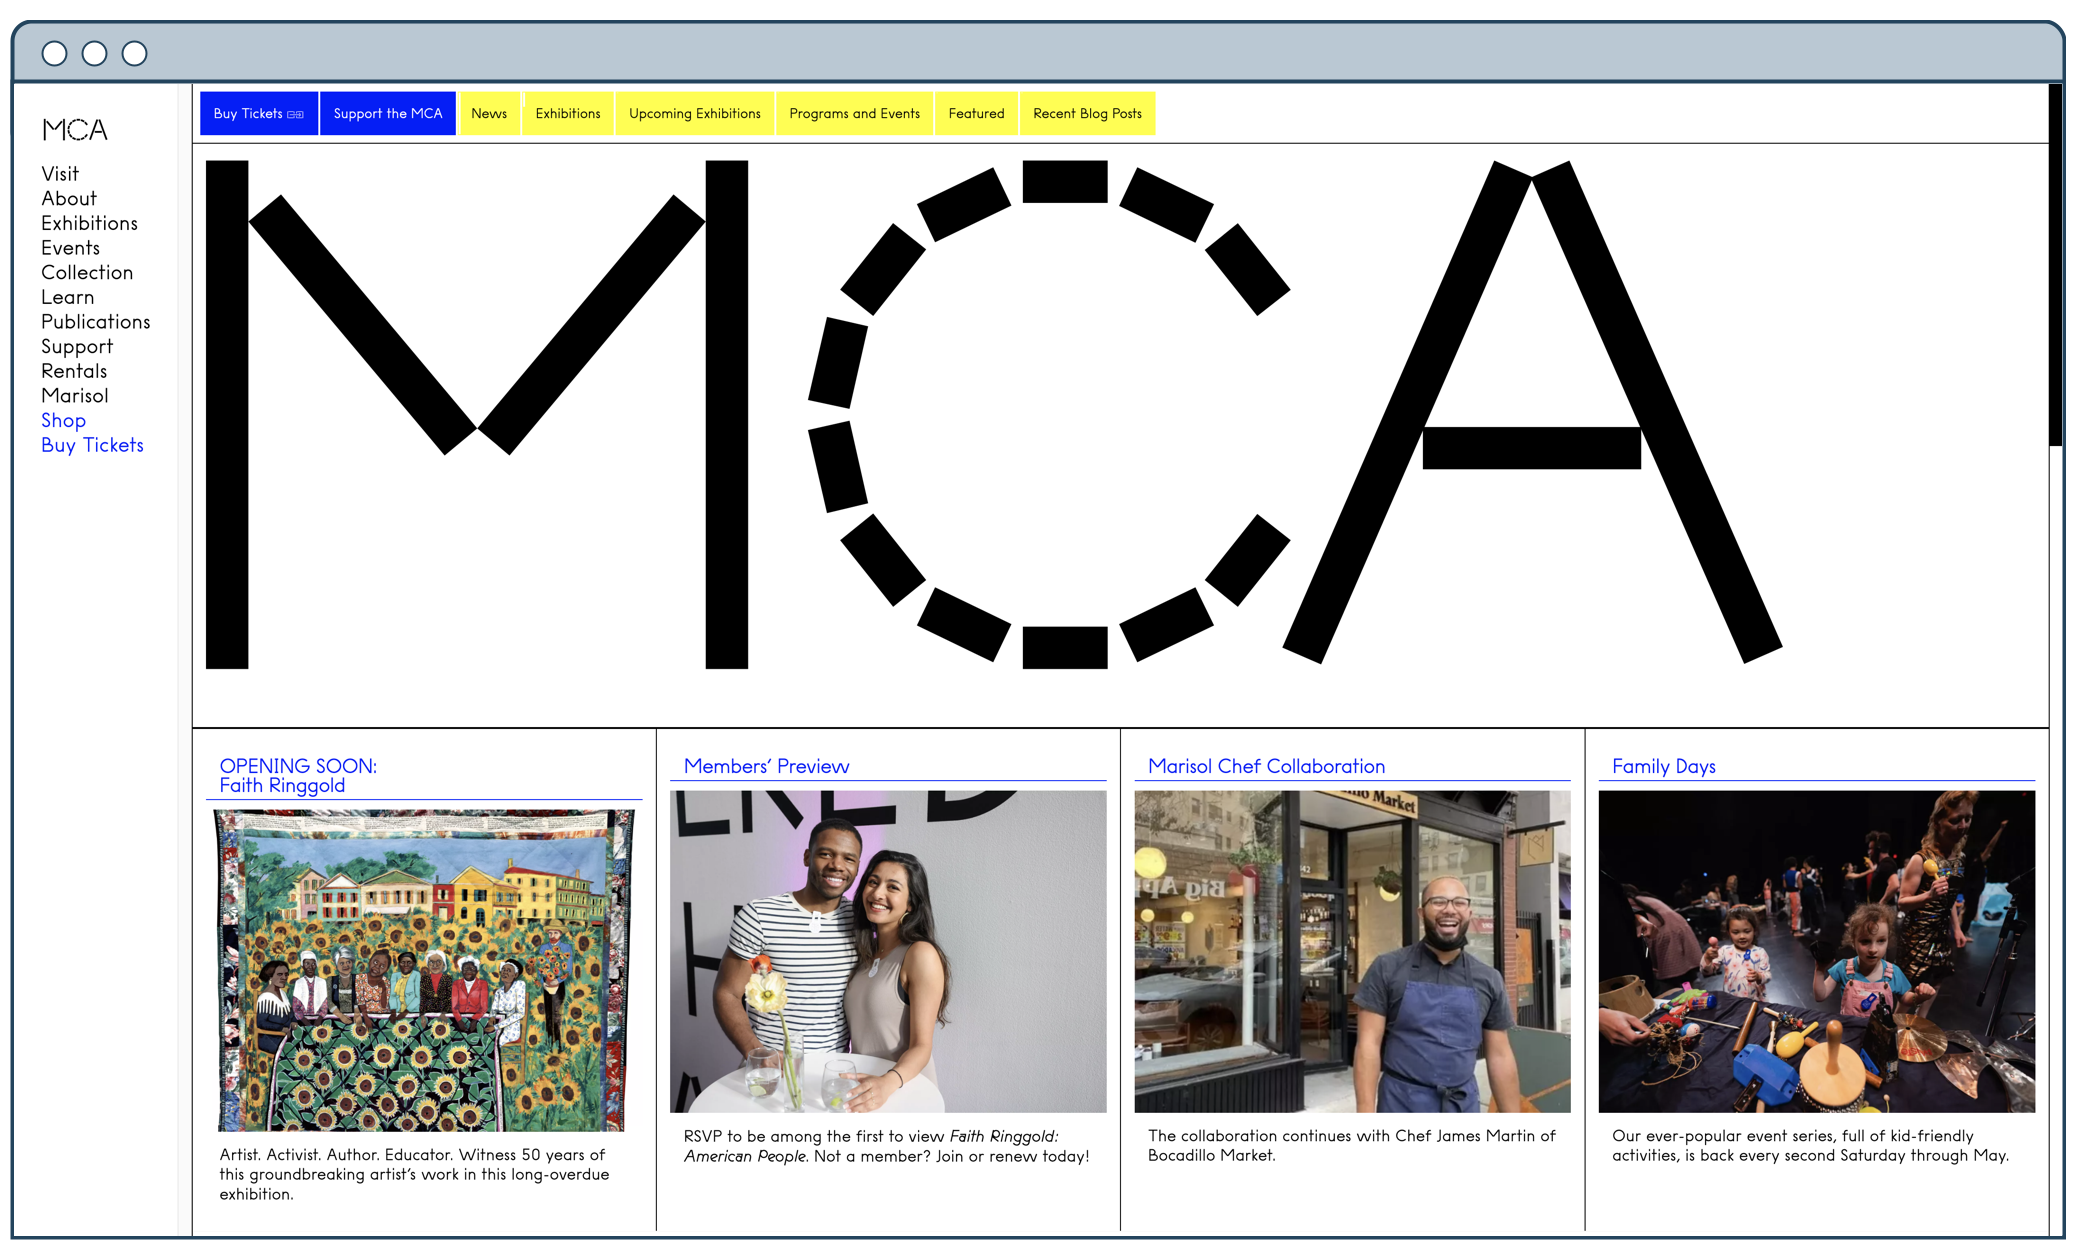 MCA
Visit
About
Exhibitions
Events
Collection
Learn
Publications
Support
Rentals
Marisol
Shop
Buy Tickets
Buy Tickets
Support the MCA
News
Exhibitions
Upcoming Exhibitions
Programs and Events
Featured
Recent Blog Posts
MCA
OPENING SOON:
Faith Ringgold
Artist. Activist. Author. Educator. Witness 50 years of
this groundbreaking artist's work in this long-overdue
exhibition.
Members' Preview
RSVP to be among the first to view Faith Ringgold:
American People. Not a member? Join or renew today!
Marisol Chef Collaboration
Market
The collaboration continues with Chef James Martin of
Bocadillo Market.
Family Days
Our ever-popular event series, full of kid-friendly
activities, is back every second Saturday through May.